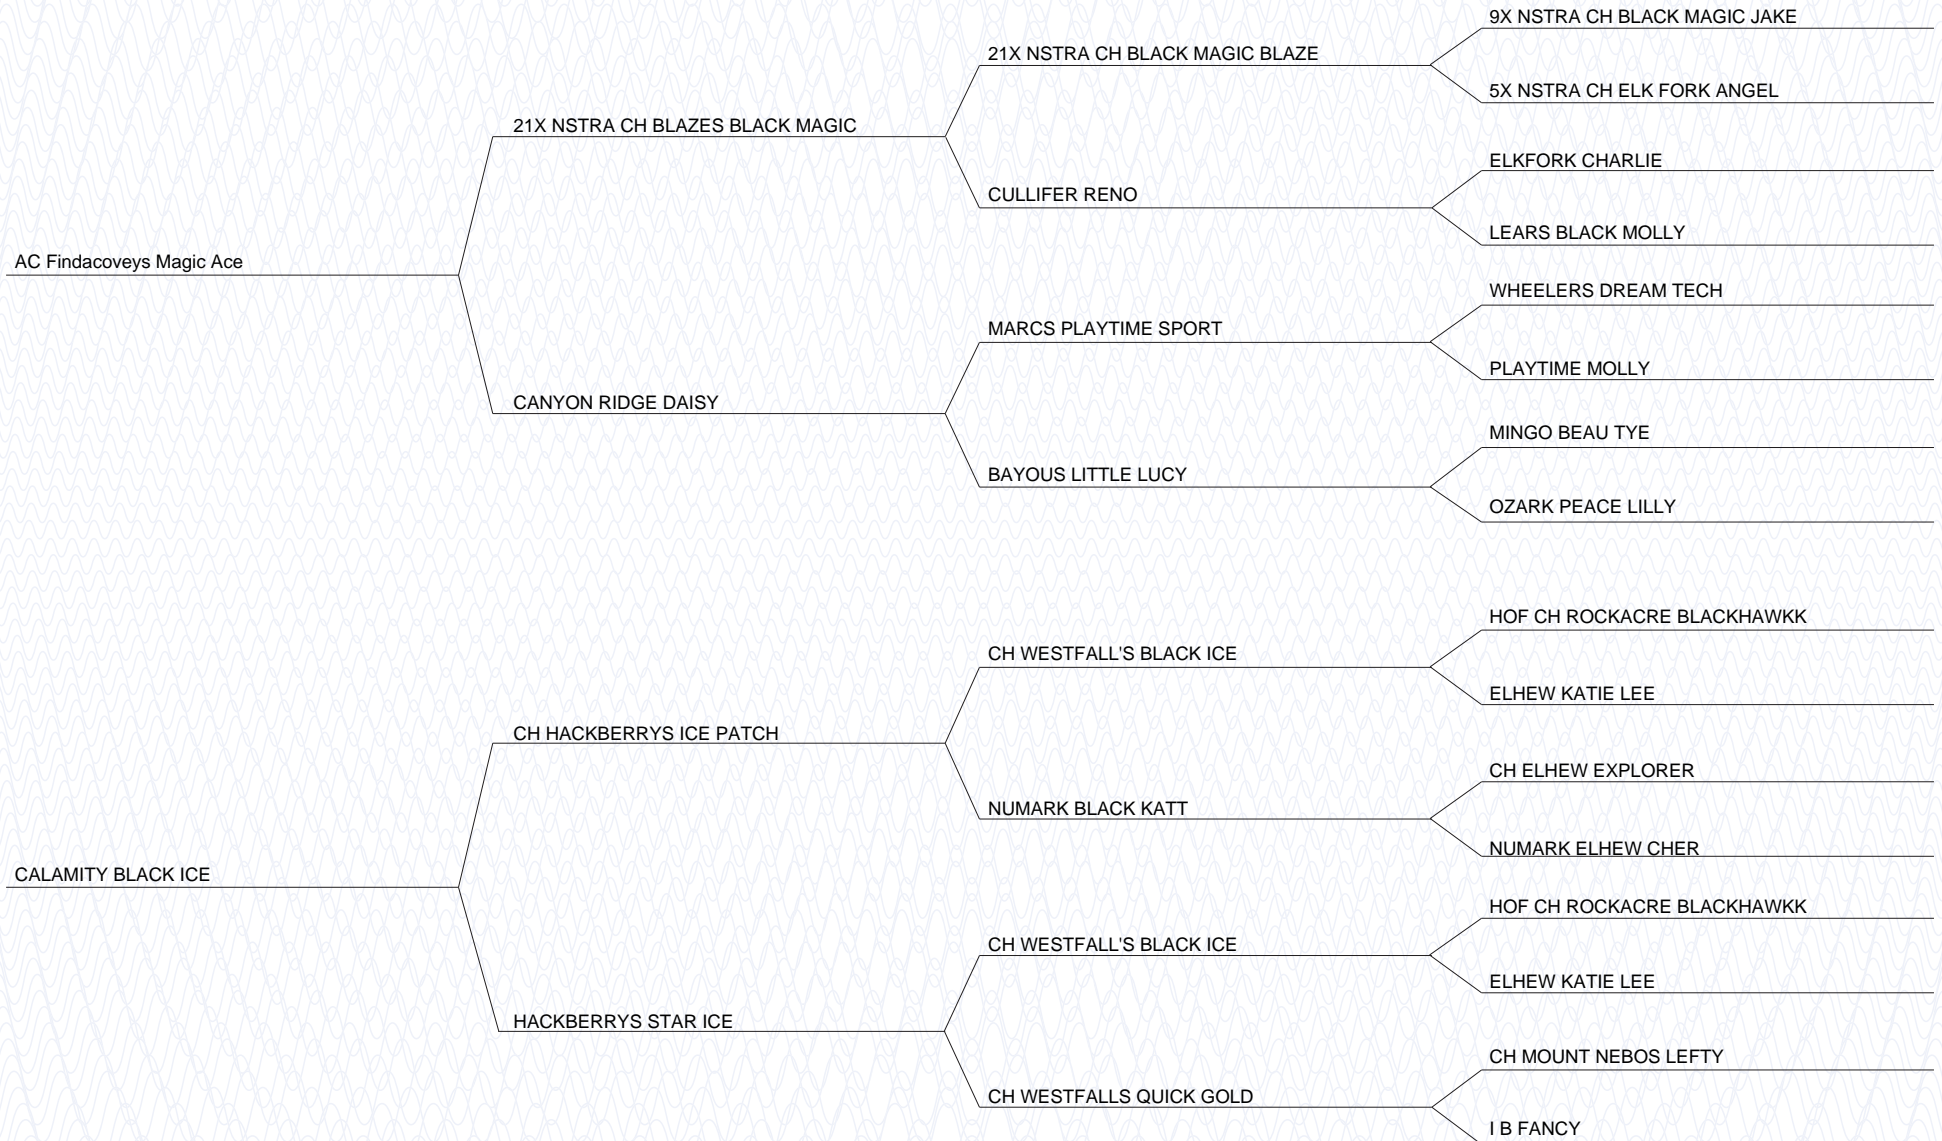 9X NSTRA CH BLACK MAGIC JAKE
21X NSTRA CH BLACK MAGIC BLAZE
5X NSTRA CH ELK FORK ANGEL
21X NSTRA CH BLAZES BLACK MAGIC
ELKFORK CHARLIE
CULLIFER RENO
LEARS BLACK MOLLY
AC Findacoveys Magic Ace
WHEELERS DREAM TECH
MARCS PLAYTIME SPORT
PLAYTIME MOLLY
CANYON RIDGE DAISY
MINGO BEAU TYE
BAYOUS LITTLE LUCY
OZARK PEACE LILLY
HOF CH ROCKACRE BLACKHAWKK
CH WESTFALL'S BLACK ICE
ELHEW KATIE LEE
CH HACKBERRYS ICE PATCH
CH ELHEW EXPLORER
NUMARK BLACK KATT
NUMARK ELHEW CHER
CALAMITY BLACK ICE
HOF CH ROCKACRE BLACKHAWKK
CH WESTFALL'S BLACK ICE
ELHEW KATIE LEE
HACKBERRYS STAR ICE
CH MOUNT NEBOS LEFTY
CH WESTFALLS QUICK GOLD
I B FANCY